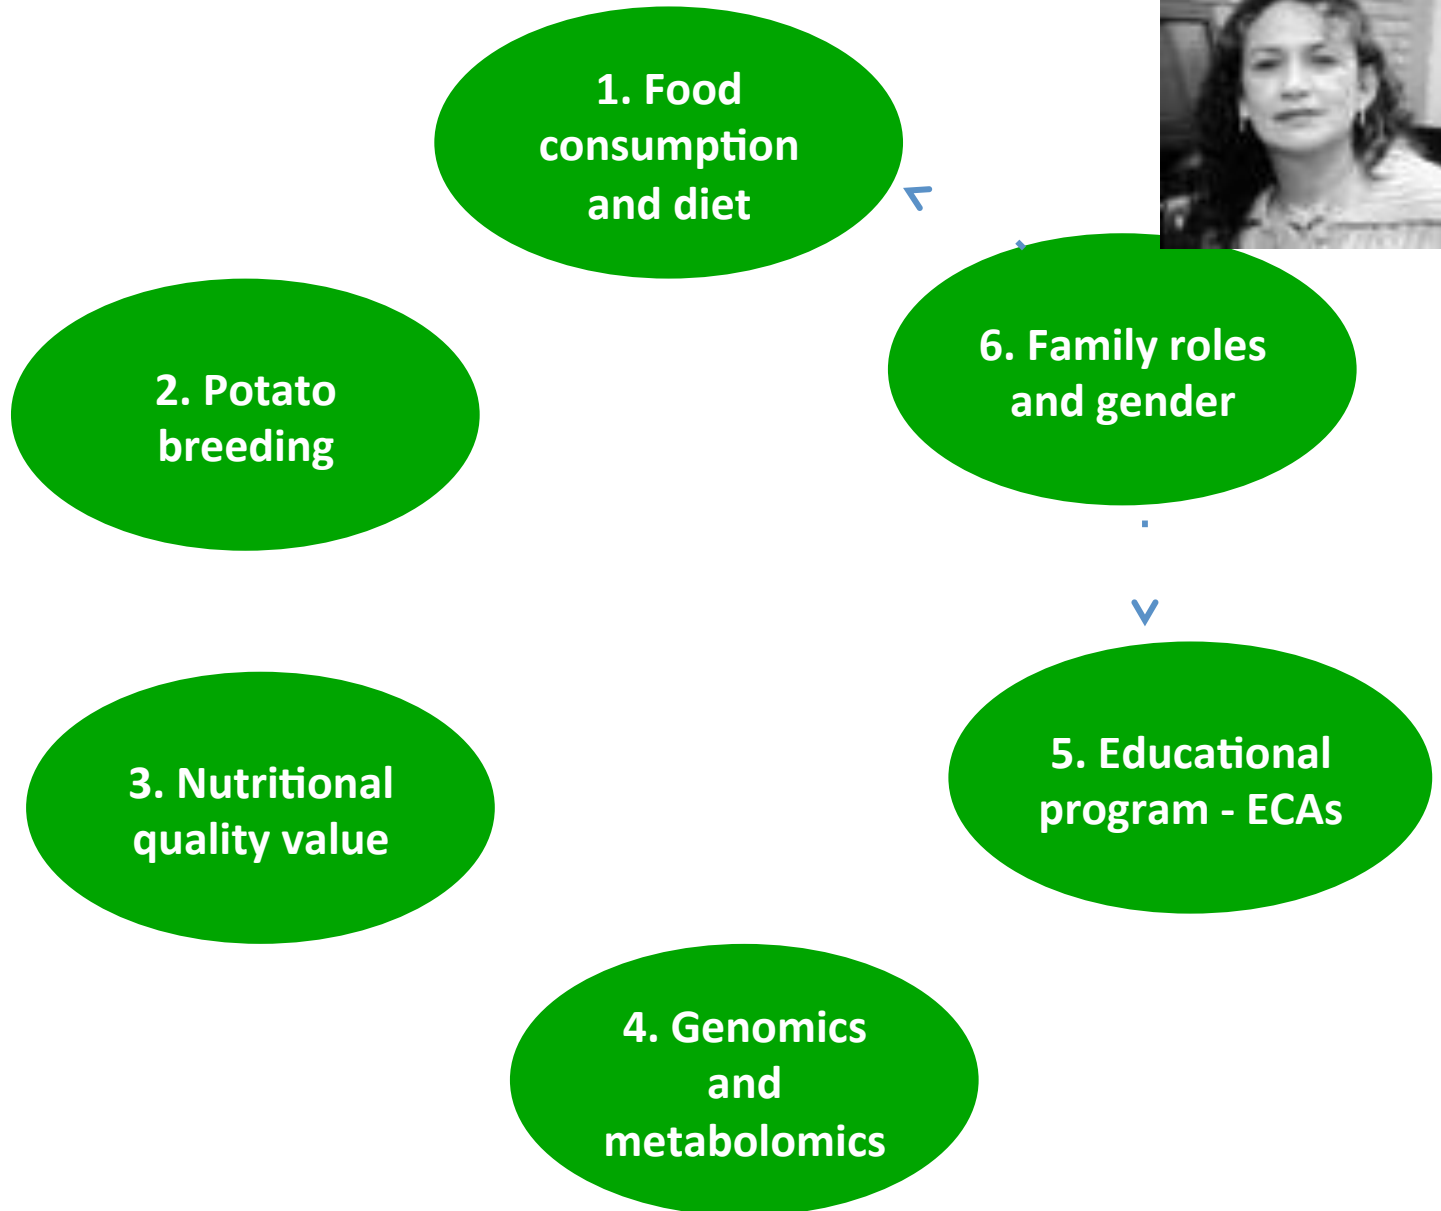 1. Food
consumption
and diet
2. Potato
breeding
3. Nutritional
quality value
4. Genomics
and
metabolomics
5. Educational
program - ECAs
6. Family roles
and gender